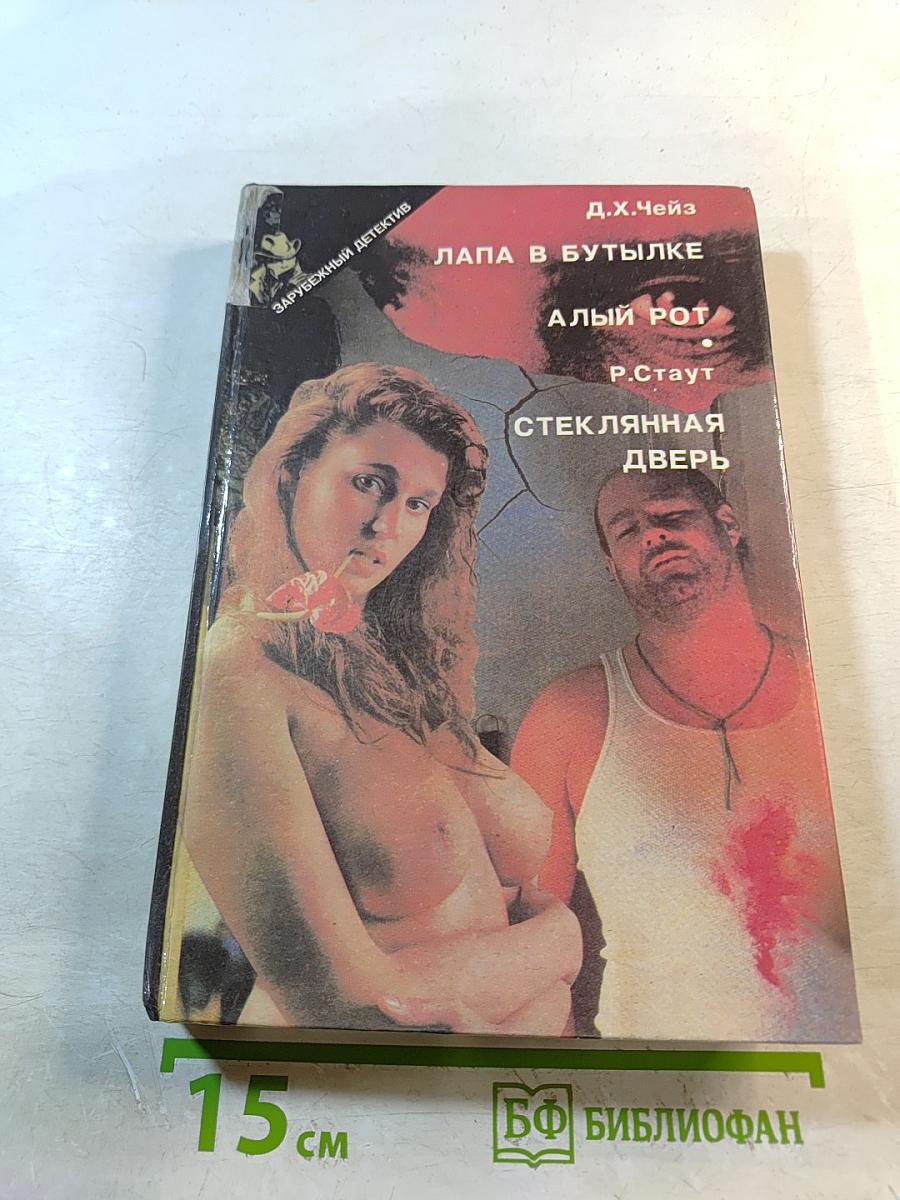 ЗАРУБЕЖНЫЙ ДЕТЕКТИВ
Д.Х.Чейз
ЛАПА В БУТЫЛКЕ
АЛЫЙ РОТ
•
Р.Стаут
СТЕКЛЯННАЯ
ДВЕРЬ
15 см
БФ БИБЛИОФАН